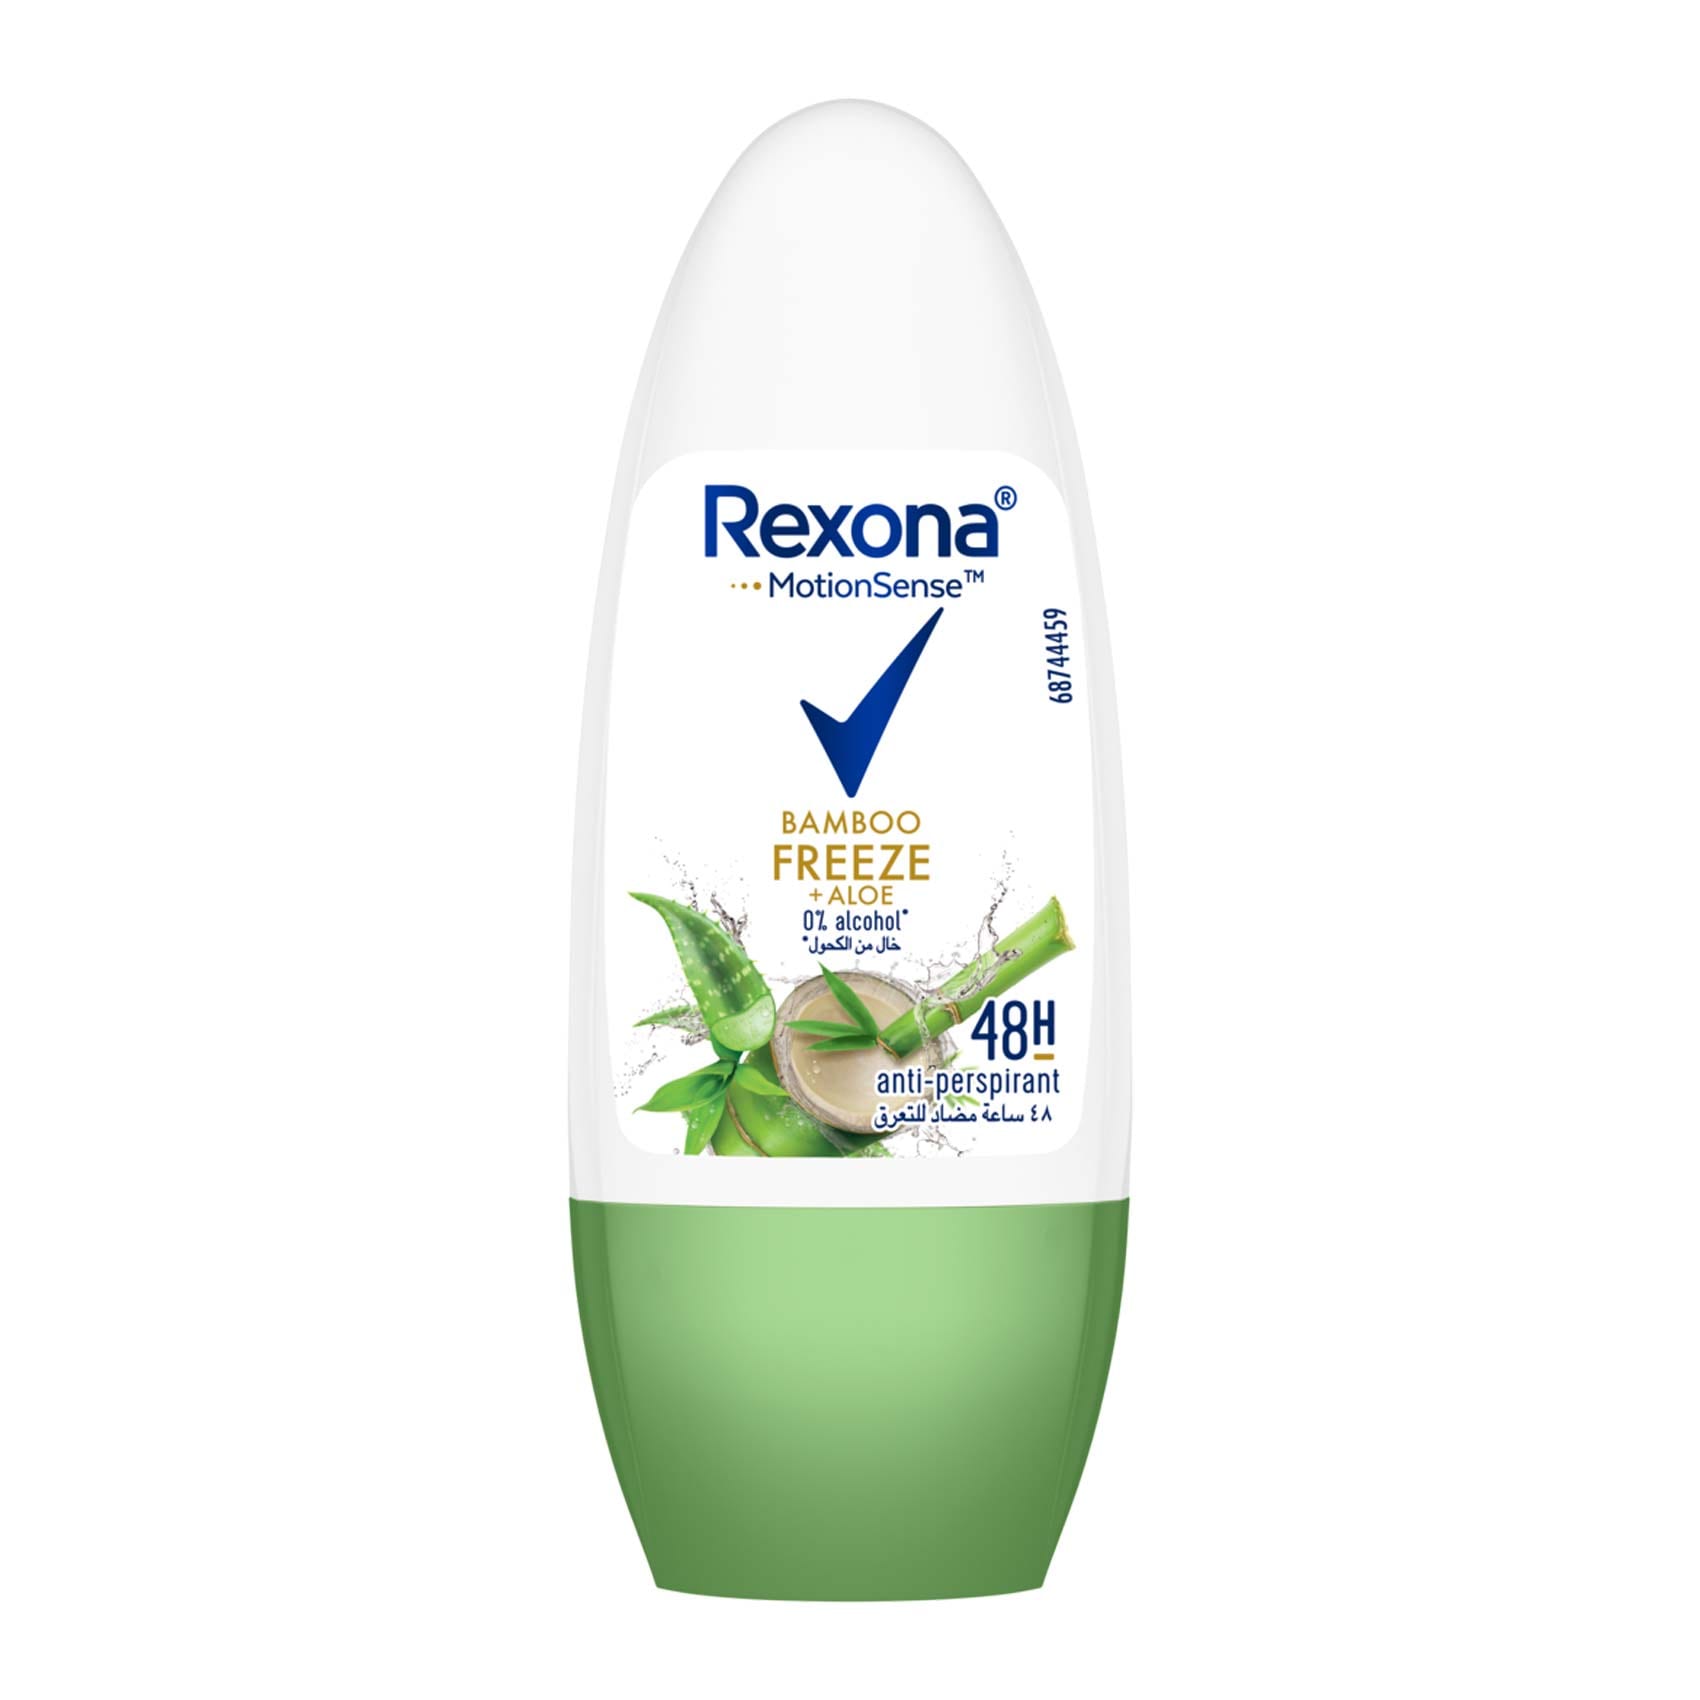 Rexona®
MotionSense™
68744459
BAMBOO
FREEZE
+ ALOE
0% alcohol*
خال من الكحول*
48H
anti-perspirant
٤٨ ساعة مضاد للتعرق